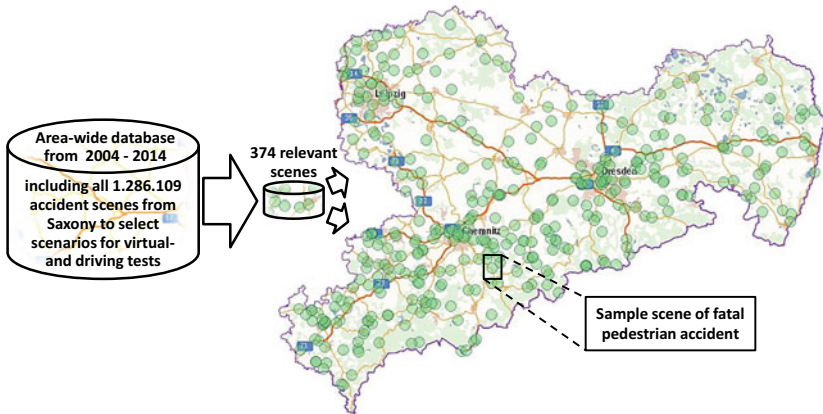 Area-wide database
from 2004 - 2014
including all 1.286.109
accident scenes from
Saxony to select
scenarios for virtual-
and driving tests
374 relevant
scenes
Leipzig
Dresden
Chemnitz
Sample scene of fatal
pedestrian accident